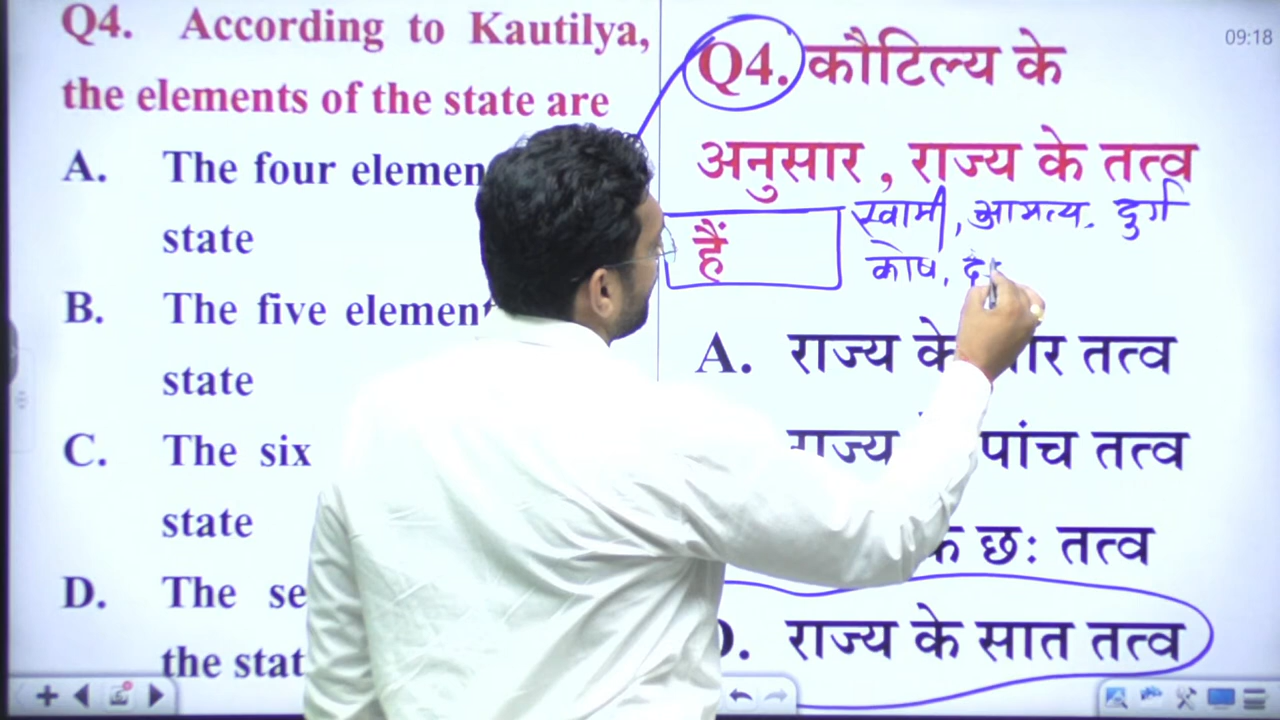 Q4. According to Kautilya,
the elements of the state are
A. The four elemen
state
B. The five element
state
C. The six
state
D. The se
the stat
09:18
Q4. कौटिल्य के
अनुसार , राज्य के तत्व
हैं
स्वामी, आमत्य. दुर्ग
कोष,
A. राज्य के तत्व
राज्य पांच तत्व
छः तत्व
D. राज्य के सात तत्व